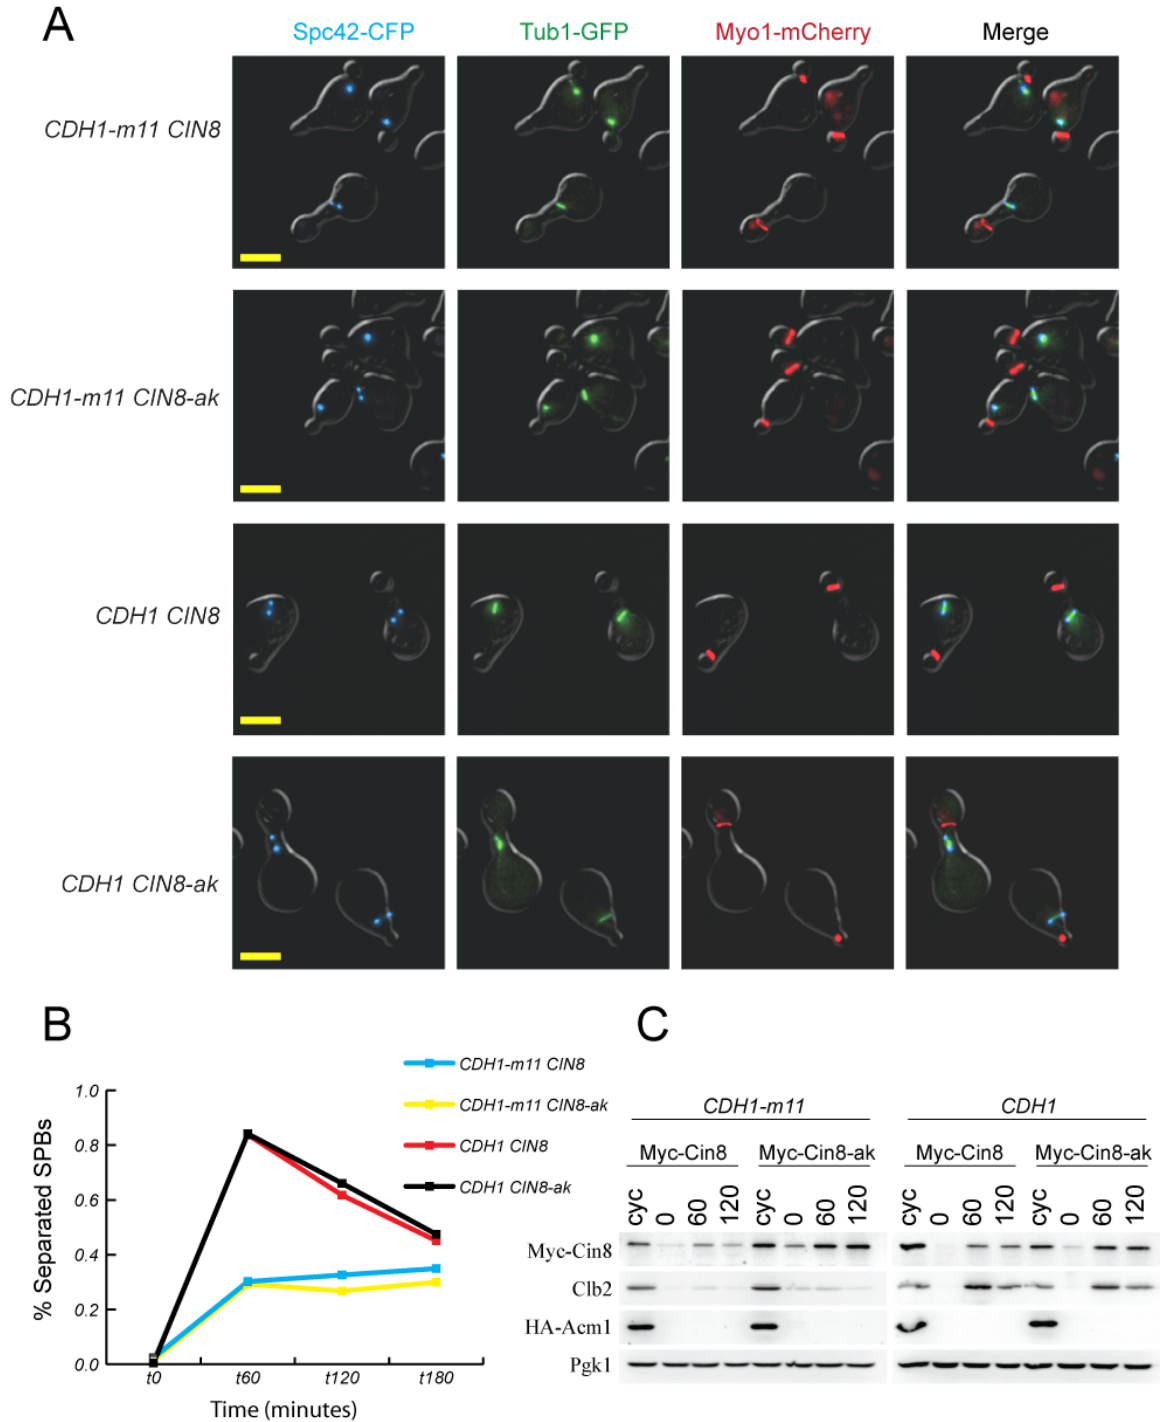 A
Spc42-CFP Tub1-GFP Myo1-mCherry Merge
CDH1-m11 CIN8
CDH1-m11 CIN8-ak
CDH1 CIN8
CDH1 CIN8-ak
B
CDH1-m11 CIN8
CDH1-m11 CIN8-ak
CDH1 CIN8
CDH1 CIN8-ak
% Separated SPBs
1.0
0.8
0.6
0.4
0.2
0.0
t0 t60 t120 t180
Time (minutes)
C
CDH1-m11 CDH1
Myc-Cin8 Myc-Cin8-ak Myc-Cin8 Myc-Cin8-ak
cyc 0 60 120 cyc 0 60 120 cyc 0 60 120 cyc 0 60 120
Myc-Cin8
Clb2
HA-Acm1
Pgk1